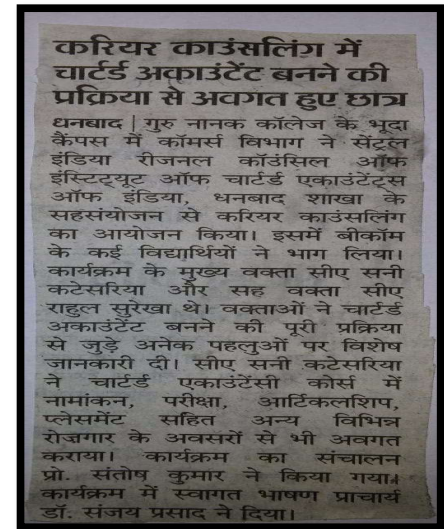 करियर काउंसलिंग में
चार्टर्ड अकाउंटेंट बनने की
प्रक्रिया से अवगत हुए छात्र
धनबाद | गुरु नानक कॉलेज के भूदा
कैंपस में कॉमर्स विभाग ने सेंट्रल
इंडिया रीजनल कॉउंसिल ऑफ
इंस्टिट्यूट ऑफ चार्टर्ड एकाउंटेंट्स
ऑफ इंडिया, धनबाद शाखा के
सहसंयोजन से करियर काउंसलिंग
का आयोजन किया। इसमें बीकॉम
के कई विद्यार्थियों ने भाग लिया।
कार्यक्रम के मुख्य वक्ता सीए सनी
कटेसरिया और सह वक्ता सीए
राहुल सुरेखा थे। वक्ताओं ने चार्टर्ड
अकाउंटेंट बनने की पूरी प्रक्रिया
से जुड़े अनेक पहलुओं पर विशेष
जानकारी दी। सीए सनी कटेसरिया
ने चार्टर्ड एकाउंटेंसी कोर्स में
नामांकन, परीक्षा, आर्टिकलशिप,
प्लेसमेंट सहित अन्य विभिन्न
रोजगार के अवसरों से भी अवगत
कराया। कार्यक्रम का संचालन
प्रो. संतोष कुमार ने किया गया।
कार्यक्रम में स्वागत भाषण प्राचार्य
डॉ. संजय प्रसाद ने दिया।